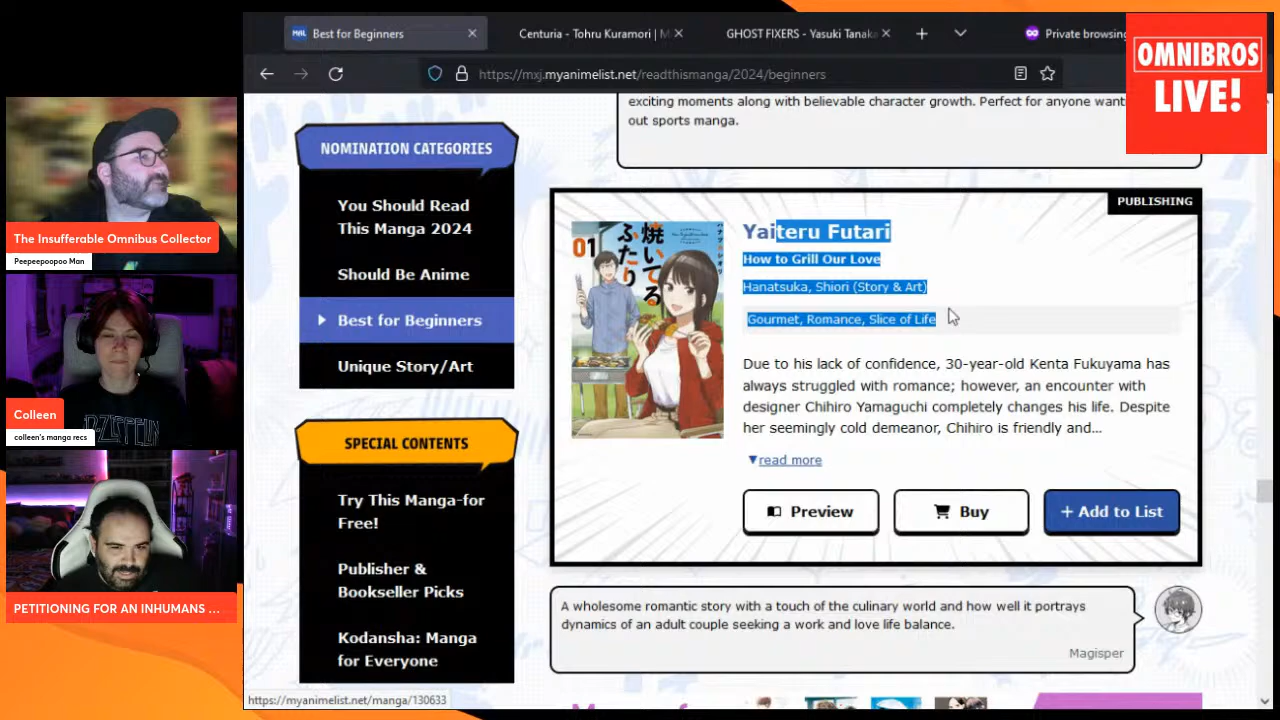 Best for Beginners
Centuria - Tohru Kuramori | M
GHOST FIXERS - Yasuki Tanaka
Private browsing
https://mxj.myanimelist.net/readthismanga/2024/beginners
OMNIBROS
LIVE!
The Insufferable Omnibus Collector
Peepeepoopoo Man
Colleen
colleen's manga recs
PETITIONING FOR AN INHUMANS ...
NOMINATION CATEGORIES
You Should Read
This Manga 2024
Should Be Anime
Best for Beginners
Unique Story/Art
SPECIAL CONTENTS
Try This Manga-for
Free!
Publisher &
Bookseller Picks
Kodansha: Manga
for Everyone
exciting moments along with believable character growth. Perfect for anyone want
out sports manga.
PUBLISHING
01
焼いてる
ふたり
ハナツカシオリ
Yaiteru Futari
How to Grill Our Love
Hanatsuka, Shiori (Story & Art)
Gourmet, Romance, Slice of Life
Due to his lack of confidence, 30-year-old Kenta Fukuyama has
always struggled with romance; however, an encounter with
designer Chihiro Yamaguchi completely changes his life. Despite
her seemingly cold demeanor, Chihiro is friendly and...
▼read more
Preview
Buy
+ Add to List
A wholesome romantic story with a touch of the culinary world and how well it portrays
dynamics of an adult couple seeking a work and love life balance.
Magisper
https://myanimelist.net/manga/130633